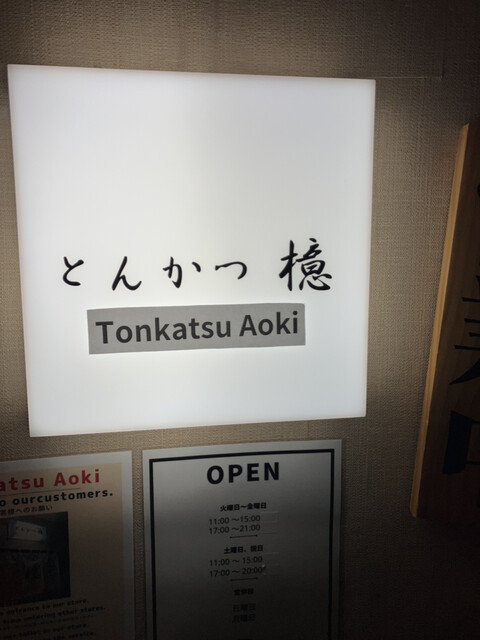 とんかつ 檍
Tonkatsu Aoki
atsu Aoki
ourcustomers.
OPEN
火曜日〜金曜日
11:00 〜15:00
17:00 〜21:00
土曜日、祝日
11:00 〜 15:00
17:00 〜 20:00
定休日
日曜日
月曜日